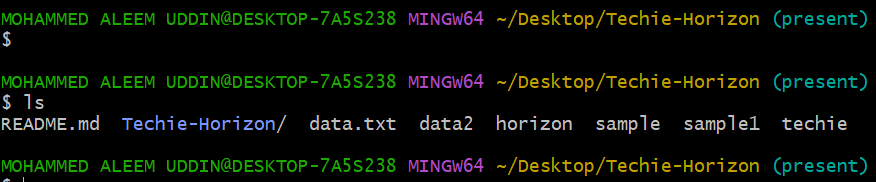 MOHAMMED ALEEM UDDIN@DESKTOP-7A5S238 MINGW64 ~/Desktop/Techie-Horizon (present)
$
MOHAMMED ALEEM UDDIN@DESKTOP-7A5S238 MINGW64 ~/Desktop/Techie-Horizon (present)
$ ls
README.md Techie-Horizon/ data.txt data2 horizon sample sample1 techie
MOHAMMED ALEEM UDDIN@DESKTOP-7A5S238 MINGW64 ~/Desktop/Techie-Horizon (present)
$